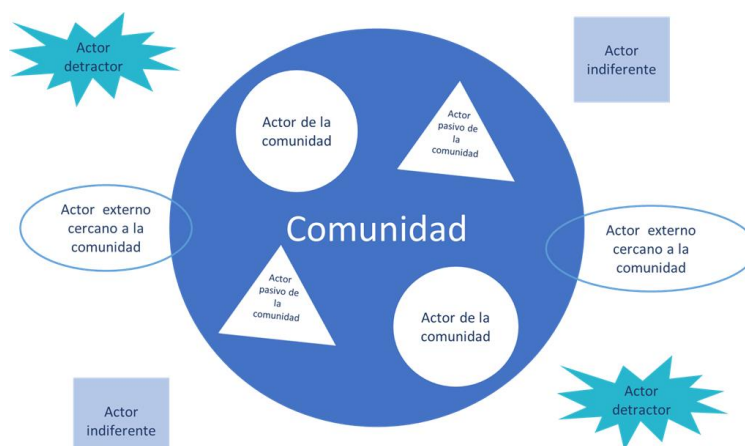 Actor
detractor
Actor
indiferente
Actor de la
comunidad
Actor
pasivo de
la
comunidad
Actor externo
cercano a la
comunidad
Comunidad
Actor externo
cercano a la
comunidad
Actor
pasivo de
la
comunidad
Actor de la
comunidad
Actor
indiferente
Actor
detractor